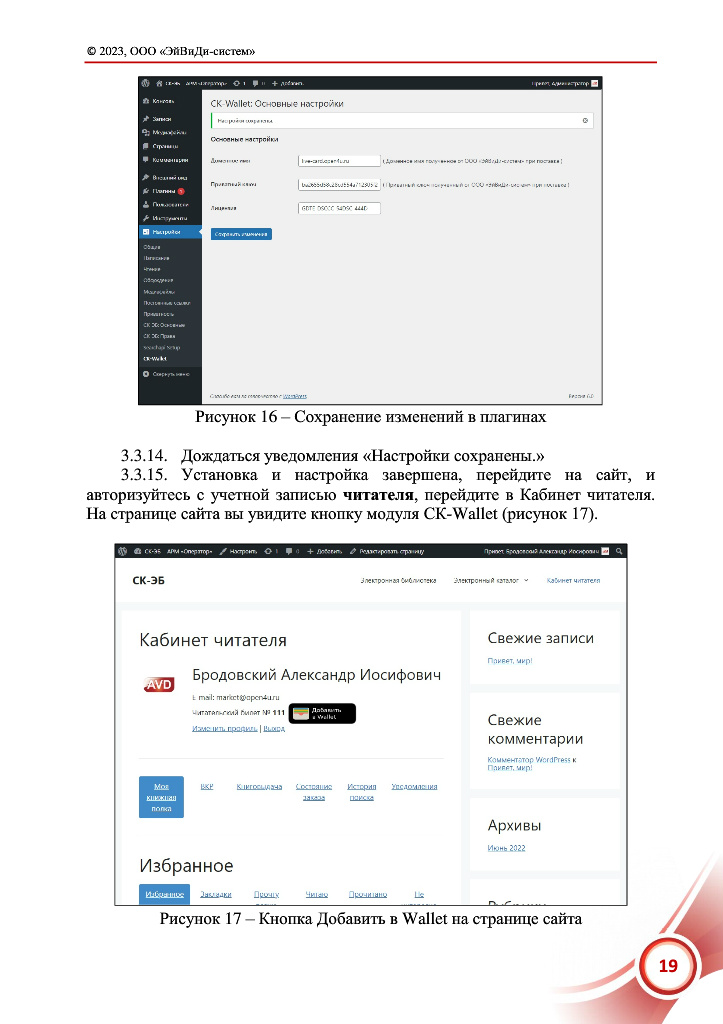 © 2023, ООО «ЭйВиДи-систем»
СК-ЭБ АРМ «Оператор» 1 0 + Добавить Привет, Администратор
Консоль
CK-Wallet: Основные настройки
Записи
Настройки сохранены.
Медиафайлы
Страницы
Основные настройки
Комментарии
Доменное имя live-card.open4u.ru ( Доменное имя полученное от ООО «ЭйВиДи-систем» при поставке )
Внешний вид
Плагины 1
Приватный ключ ( Приватный ключ полученный от ООО «ЭйВиДи-систем» при поставке )
Пользователи
Лицензия
Инструменты
Настройки
Сохранить изменения
Общие
Написание
Чтение
Обсуждение
Медиафайлы
Постоянные ссылки
Приватность
СК ЭБ: Основные
СК ЭБ: Права
Searchapi Setup
CK-Wallet
Свернуть меню
Спасибо вам за творчество с WordPress Версия 6.0
Рисунок 16 – Сохранение изменений в плагинах
3.3.14. Дождаться уведомления «Настройки сохранены.»
3.3.15. Установка и настройка завершена, перейдите на сайт, и
авторизуйтесь с учетной записью читателя, перейдите в Кабинет читателя.
На странице сайта вы увидите кнопку модуля CK-Wallet (рисунок 17).
СК-ЭБ АРМ «Оператор» Настроить 1 0 + Добавить Редактировать страницу Привет, Бродовский Александр Иосифович
СК-ЭБ Электронная библиотека Электронный каталог Кабинет читателя
Кабинет читателя
AVD
Бродовский Александр Иосифович
E-mail: market@open4u.ru
Читательский билет № 111
Добавить
в Wallet
Изменить профиль | Выход
Моя
книжная
полка
ВКР
Книговыдача
Состояние
заказа
История
поиска
Уведомления
Избранное
Избранное Закладки Прочту Читаю Прочитано Не
Свежие записи
Привет, мир!
Свежие
комментарии
Комментатор WordPress к
Привет, мир!
Архивы
Июнь 2022
Рубрики
Рисунок 17 – Кнопка Добавить в Wallet на странице сайта
19